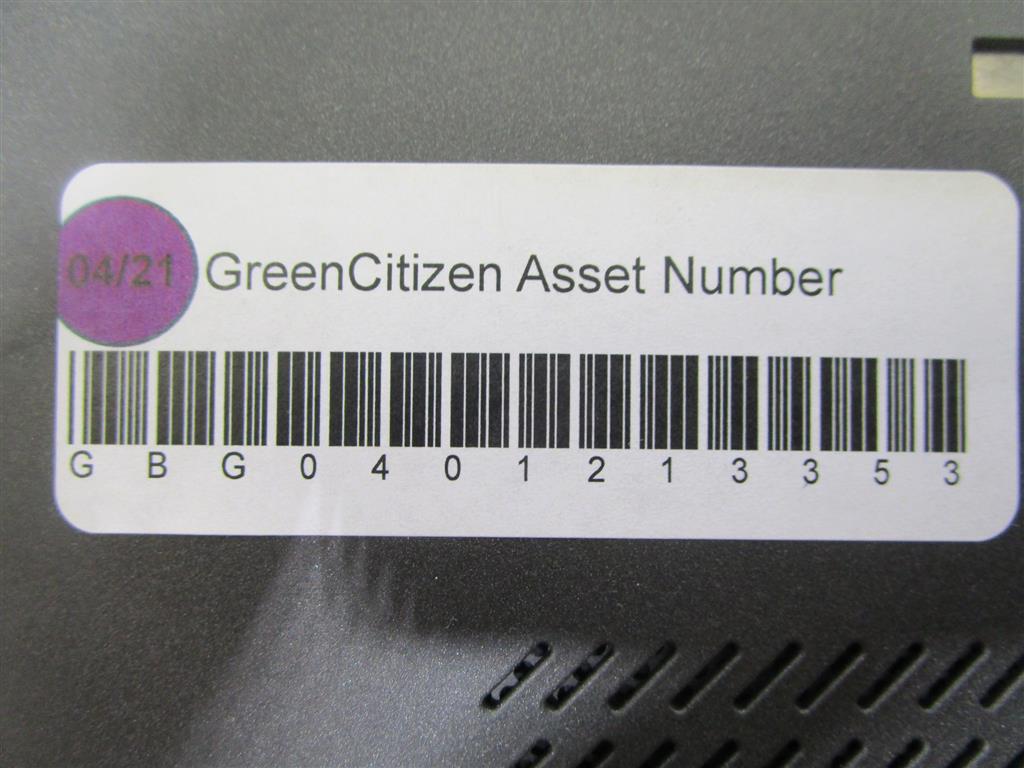 04/21 GreenCitizen Asset Number
G B G 0 4 0 1 2 1 3 3 5 3